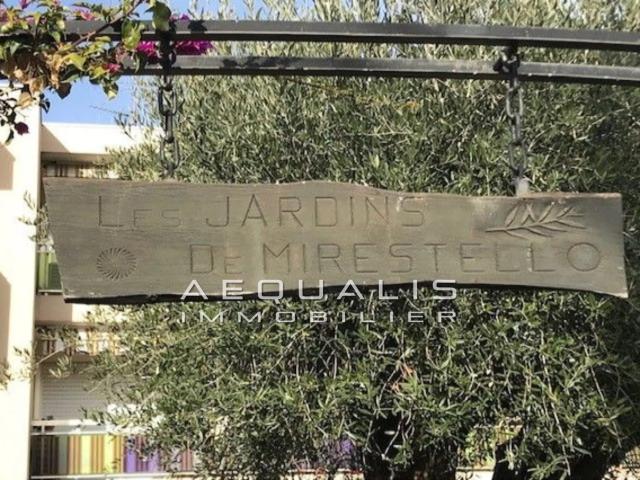 LES JARDINS
DE MIRESTELLO
AEQUALIS
IMMOBILIER